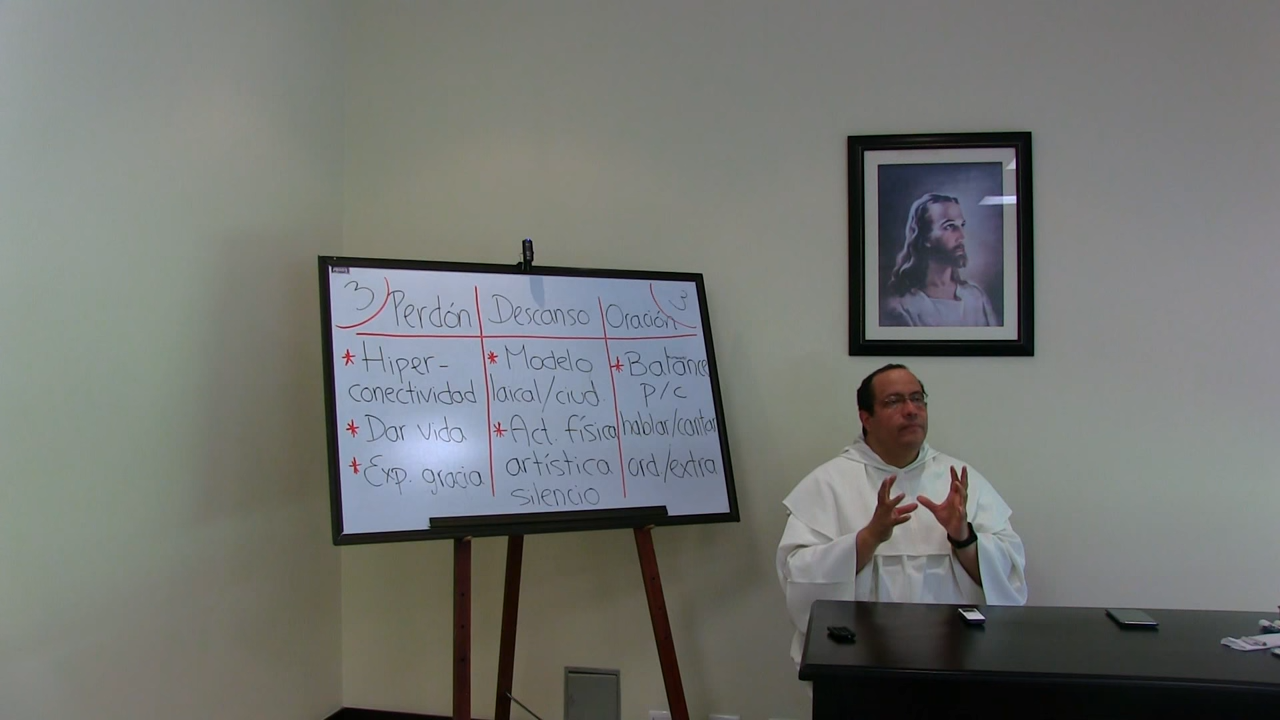 3 Perdón Descanso Oración 3
* Hiper-
conectividad
* Dar vida
* Exp. gracia
* Modelo
laical/ciud.
* Act. física
artística
silencio
* Balance
P/C
hablar/cantar
ord/extra